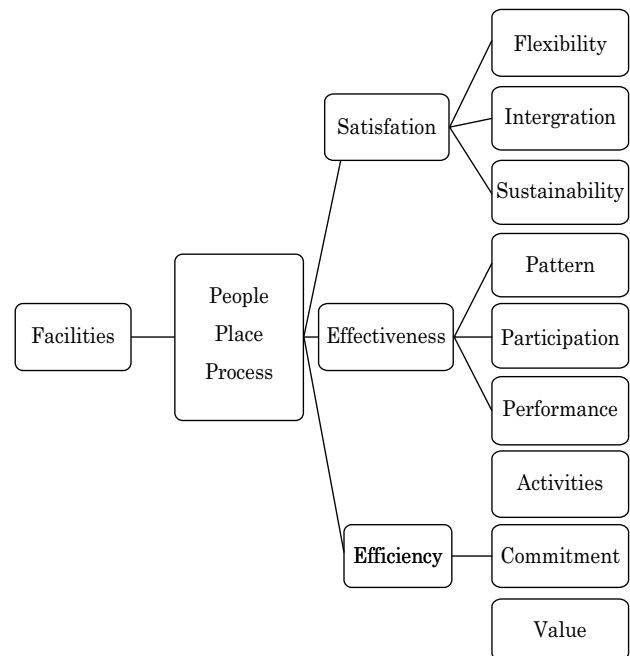 Facilities
People
Place
Process
Satisfation
Effectiveness
Efficiency
Flexibility
Intergration
Sustainability
Pattern
Participation
Performance
Activities
Commitment
Value